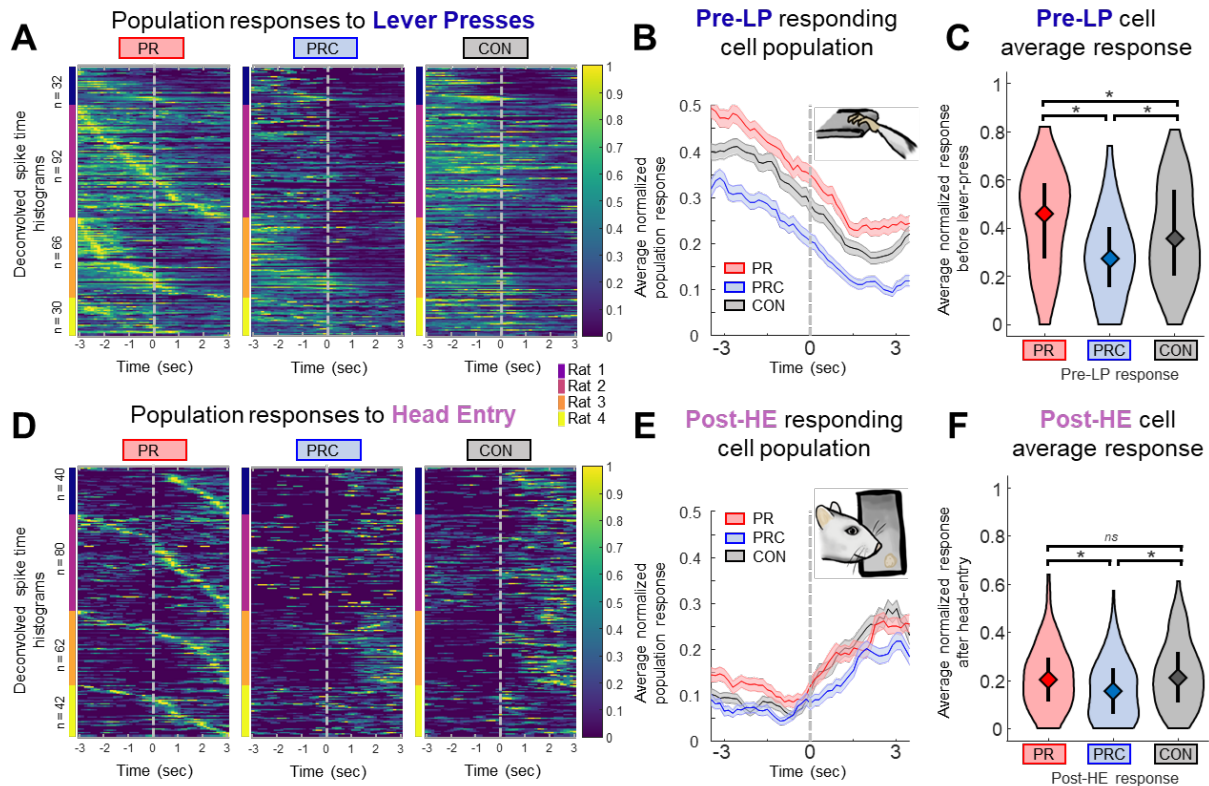 A
Population responses to Lever Presses
PR
PRC
CON
Deconvolved spike time
histograms
n = 32
n = 92
n = 66
n = 30
-3 -2 -1 0 1 2 3
-3 -2 -1 0 1 2 3
-3 -2 -1 0 1 2 3
Time (sec)
Time (sec)
Time (sec)
1
0.9
0.8
0.7
0.6
0.5
0.4
0.3
0.2
0.1
0
Rat 1
Rat 2
Rat 3
Rat 4
B
Pre-LP responding
cell population
Average normalized
population response
0.5
0.4
0.3
0.2
0.1
0
PR
PRC
CON
-3 0 3
Time (sec)
C
Pre-LP cell
average response
Average normalized response
before lever-press
1
0.8
0.6
0.4
0.2
0
*
* *
PR PRC CON
Pre-LP response
D
Population responses to Head Entry
PR
PRC
CON
Deconvolved spike time
histograms
n = 40
n = 80
n = 62
n = 42
-3 -2 -1 0 1 2 3
-3 -2 -1 0 1 2 3
-3 -2 -1 0 1 2 3
Time (sec)
Time (sec)
Time (sec)
1
0.9
0.8
0.7
0.6
0.5
0.4
0.3
0.2
0.1
0
E
Post-HE responding
cell population
Average normalized
population response
0.5
0.4
0.3
0.2
0.1
0
PR
PRC
CON
-3 0 3
Time (sec)
F
Post-HE cell
average response
Average normalized response
after head-entry
1
0.8
0.6
0.4
0.2
0
ns
* *
PR PRC CON
Post-HE response